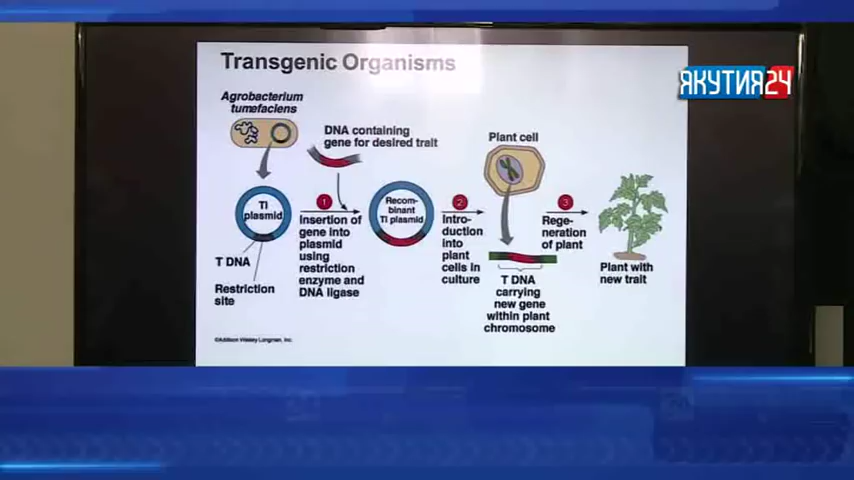 Transgenic Organisms
ЯКУТИЯ24
Agrobacterium
tumefaciens
DNA containing
gene for desired trait
Plant cell
TI
plasmid
1
Recom-
binant
TI plasmid
2
3
Insertion of
gene into
plasmid
using
restriction
enzyme and
DNA ligase
Intro-
duction
into
plant
cells in
culture
Rege-
neration
of plant
T DNA
Restriction
site
T DNA
carrying
new gene
within plant
chromosome
Plant with
new trait
©Addison Wesley Longman, Inc.